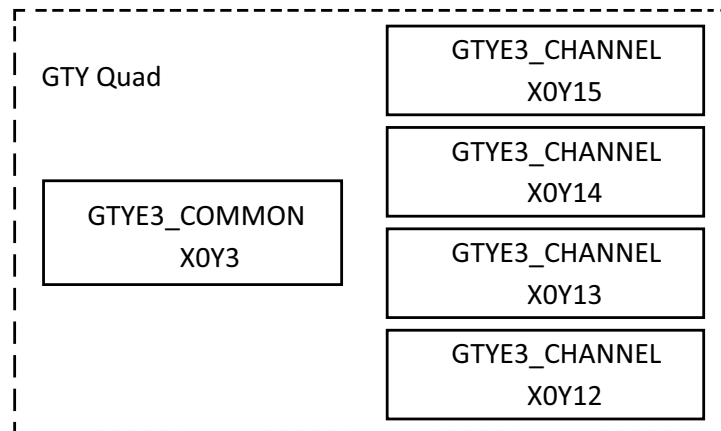 GTY Quad
GTYE3_COMMON
X0Y3
GTYE3_CHANNEL
X0Y15
GTYE3_CHANNEL
X0Y14
GTYE3_CHANNEL
X0Y13
GTYE3_CHANNEL
X0Y12